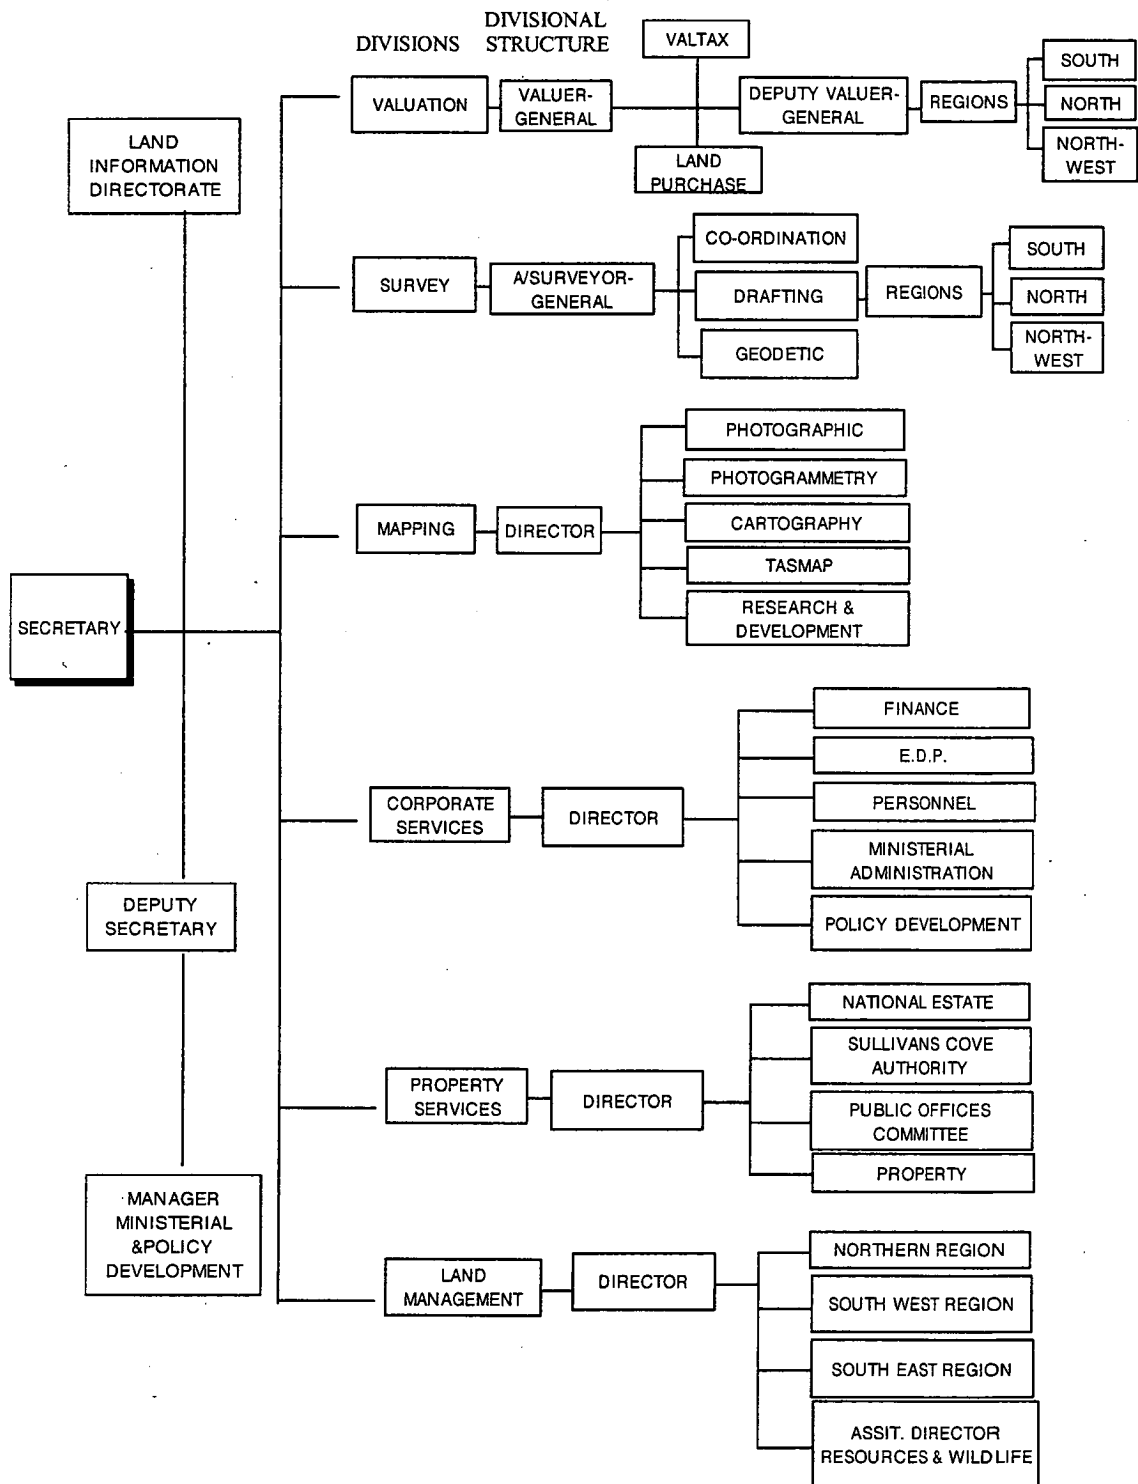 DIVISIONS
DIVISIONAL
STRUCTURE
VALTAX
VALUATION
VALUER-
GENERAL
DEPUTY VALUER-
GENERAL
REGIONS
SOUTH
NORTH
NORTH-
WEST
LAND
PURCHASE
LAND
INFORMATION
DIRECTORATE
SURVEY
A/SURVEYOR-
GENERAL
CO-ORDINATION
DRAFTING
GEODETIC
REGIONS
SOUTH
NORTH
NORTH-
WEST
MAPPING
DIRECTOR
PHOTOGRAPHIC
PHOTOGRAMMETRY
CARTOGRAPHY
TASMAP
RESEARCH &
DEVELOPMENT
SECRETARY
CORPORATE
SERVICES
DIRECTOR
FINANCE
E.D.P.
PERSONNEL
MINISTERIAL
ADMINISTRATION
POLICY DEVELOPMENT
DEPUTY
SECRETARY
PROPERTY
SERVICES
DIRECTOR
NATIONAL ESTATE
SULLIVANS COVE
AUTHORITY
PUBLIC OFFICES
COMMITTEE
PROPERTY
MANAGER
MINISTERIAL
&POLICY
DEVELOPMENT
LAND
MANAGEMENT
DIRECTOR
NORTHERN REGION
SOUTH WEST REGION
SOUTH EAST REGION
ASSIT. DIRECTOR
RESOURCES & WILDLIFE